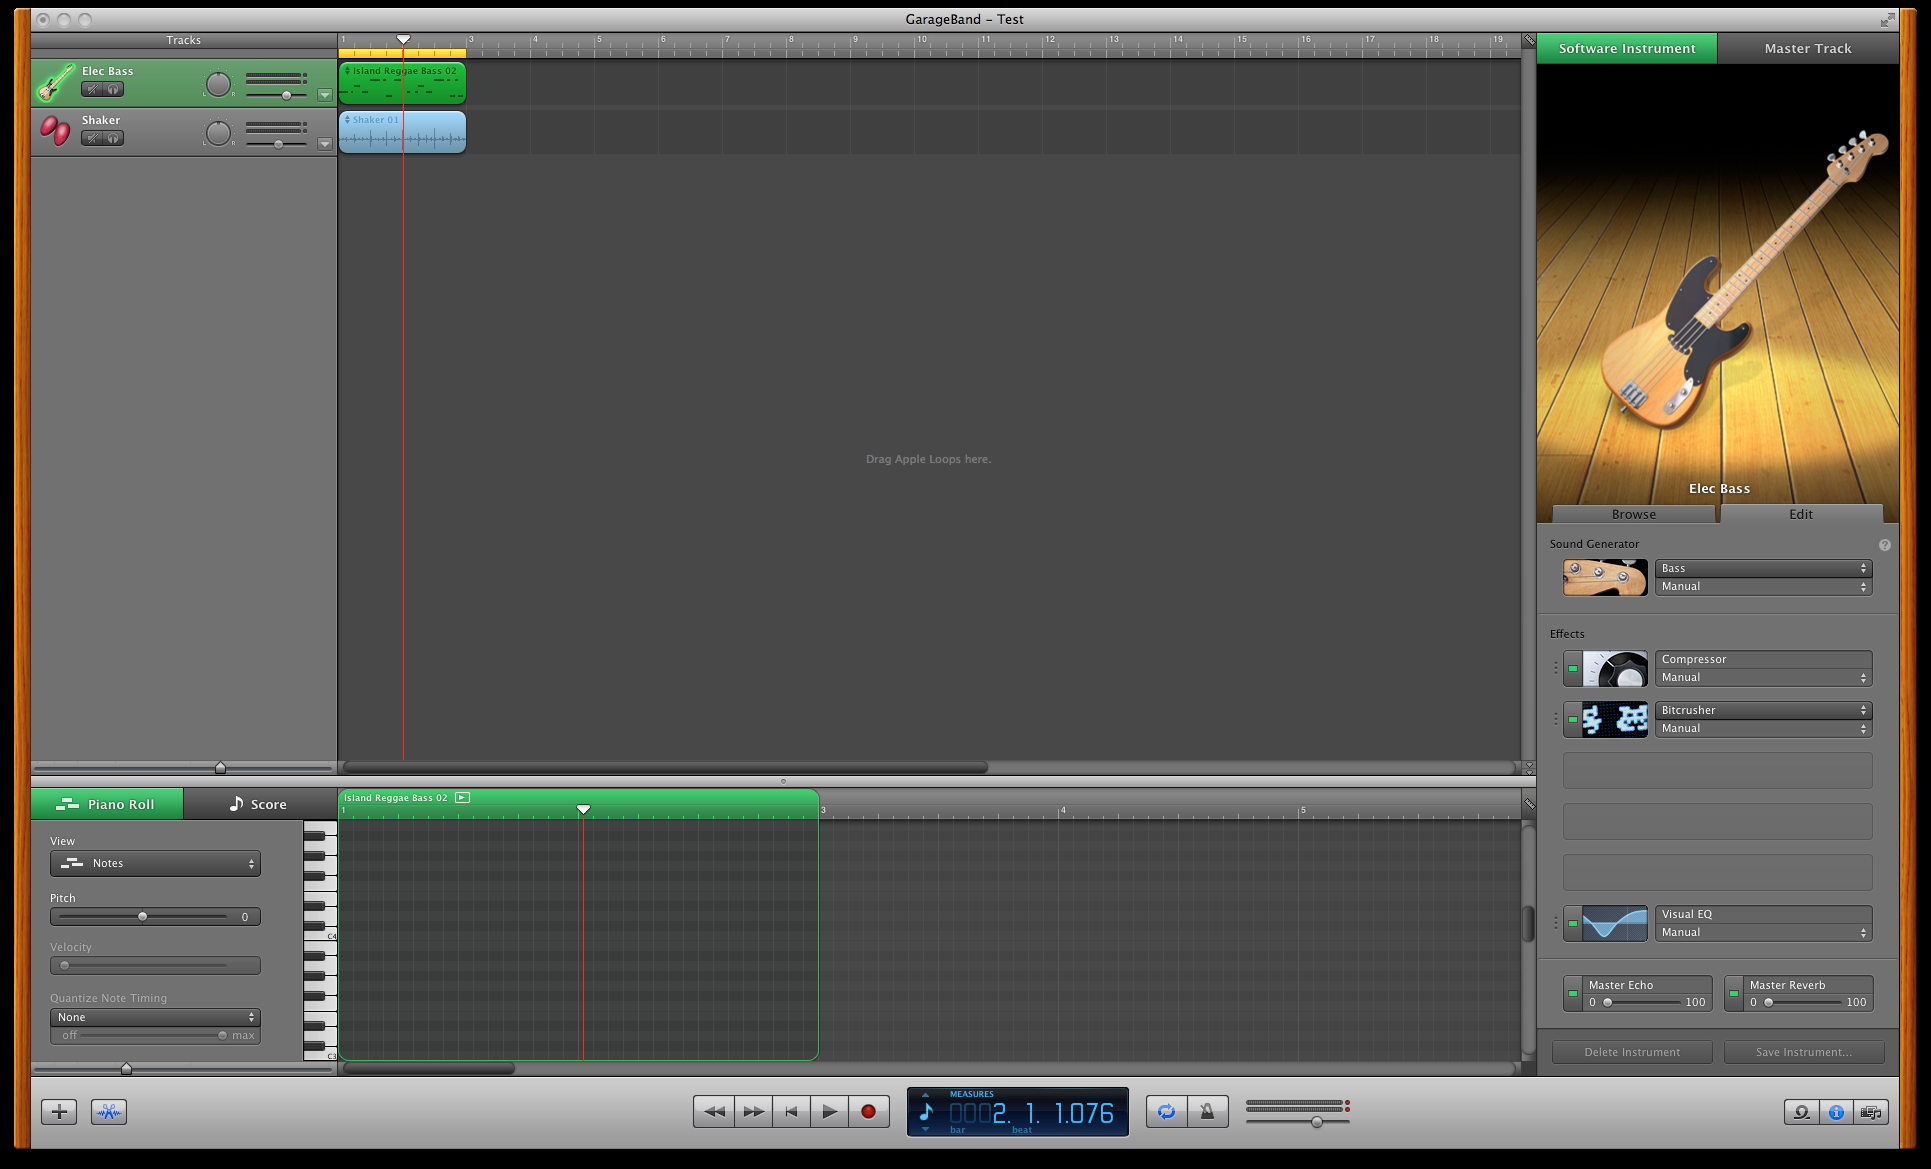 GarageBand - Test
Tracks
1 3 4 5 6 7 8 9 10 11 12 13 14 15 16 17 18 19
Software Instrument
Master Track
Elec Bass
L R
Island Reggae Bass 02
Shaker
L R
Shaker 01
Drag Apple Loops here.
Elec Bass
Browse
Edit
Sound Generator
?
Bass
Manual
Effects
Compressor
Manual
Bitcrusher
Manual
Visual EQ
Manual
Master Echo
0 100
Master Reverb
0 100
Delete Instrument
Save Instrument...
Piano Roll
Score
Island Reggae Bass 02
1 3 4 5
View
Notes
Pitch
0
Velocity
Quantize Note Timing
None
off max
C4
C3
MEASURES
0002. 1. 1.076
bar beat